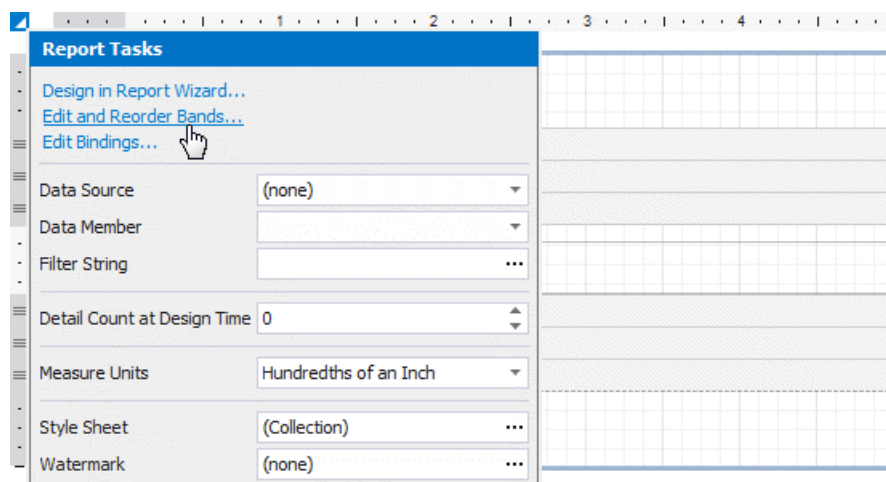 1 2 3 4
Report Tasks
Design in Report Wizard...
Edit and Reorder Bands...
Edit Bindings...
Data Source (none)
Data Member
Filter String ...
Detail Count at Design Time 0
Measure Units Hundredths of an Inch
Style Sheet (Collection) ...
Watermark (none) ...